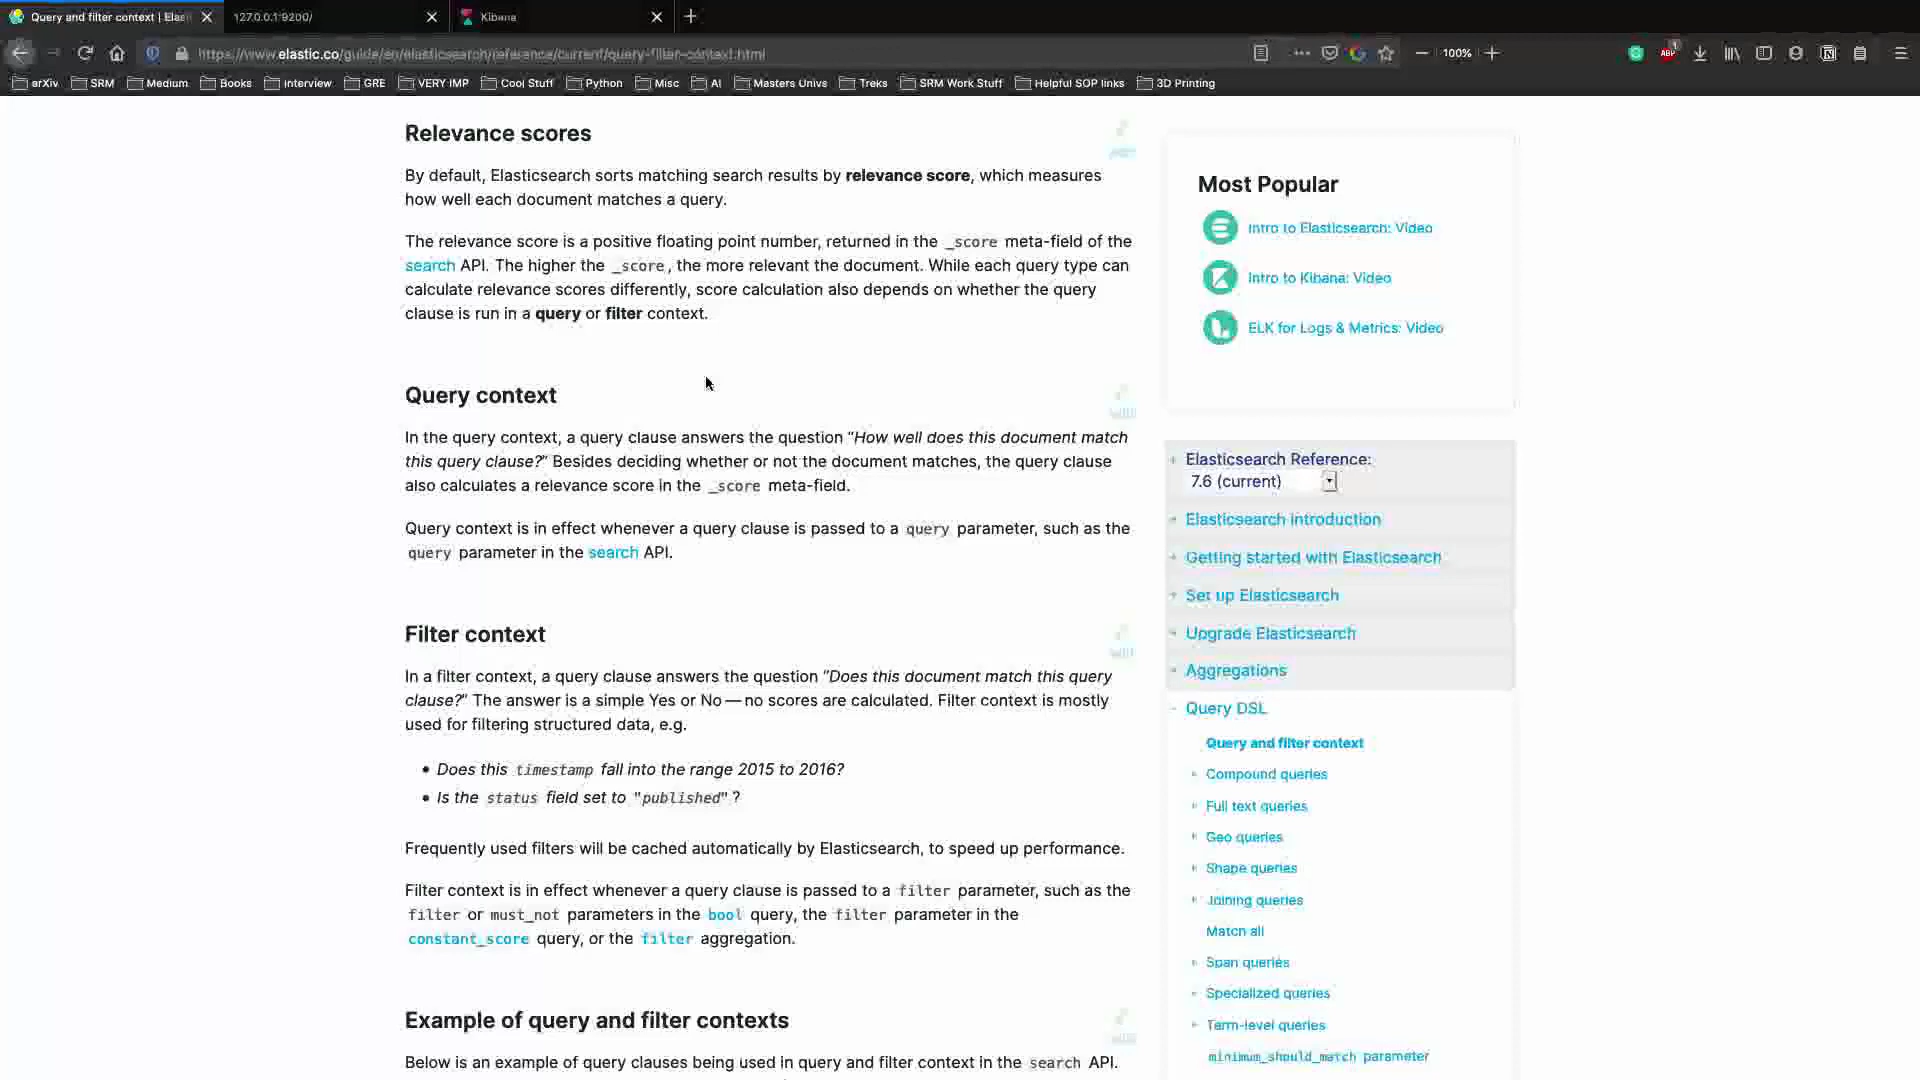 Query and filter context | Elasti
127.0.0.1:9200/
Kibana
https://www.elastic.co/guide/en/elasticsearch/reference/current/query-filter-context.html
100%
ABP
1
arXiv
SRM
Medium
Books
Interview
GRE
VERY IMP
Cool Stuff
Python
Misc
AI
Masters Univs
Treks
SRM Work Stuff
Helpful SOP links
3D Printing
Relevance scores
edit
By default, Elasticsearch sorts matching search results by relevance score, which measures
how well each document matches a query.
The relevance score is a positive floating point number, returned in the _score meta-field of the
search API. The higher the _score, the more relevant the document. While each query type can
calculate relevance scores differently, score calculation also depends on whether the query
clause is run in a query or filter context.
Query context
edit
In the query context, a query clause answers the question “How well does this document match
this query clause?” Besides deciding whether or not the document matches, the query clause
also calculates a relevance score in the _score meta-field.
Query context is in effect whenever a query clause is passed to a query parameter, such as the
query parameter in the search API.
Filter context
edit
In a filter context, a query clause answers the question “Does this document match this query
clause?” The answer is a simple Yes or No — no scores are calculated. Filter context is mostly
used for filtering structured data, e.g.
• Does this timestamp fall into the range 2015 to 2016?
• Is the status field set to "published"?
Frequently used filters will be cached automatically by Elasticsearch, to speed up performance.
Filter context is in effect whenever a query clause is passed to a filter parameter, such as the
filter or must_not parameters in the bool query, the filter parameter in the
constant_score query, or the filter aggregation.
Example of query and filter contexts
edit
Below is an example of query clauses being used in query and filter context in the search API.
Most Popular
Intro to Elasticsearch: Video
Intro to Kibana: Video
ELK for Logs & Metrics: Video
+ Elasticsearch Reference:
7.6 (current)
+ Elasticsearch introduction
+ Getting started with Elasticsearch
+ Set up Elasticsearch
+ Upgrade Elasticsearch
+ Aggregations
- Query DSL
Query and filter context
+ Compound queries
+ Full text queries
+ Geo queries
+ Shape queries
+ Joining queries
Match all
+ Span queries
+ Specialized queries
+ Term-level queries
minimum_should_match parameter